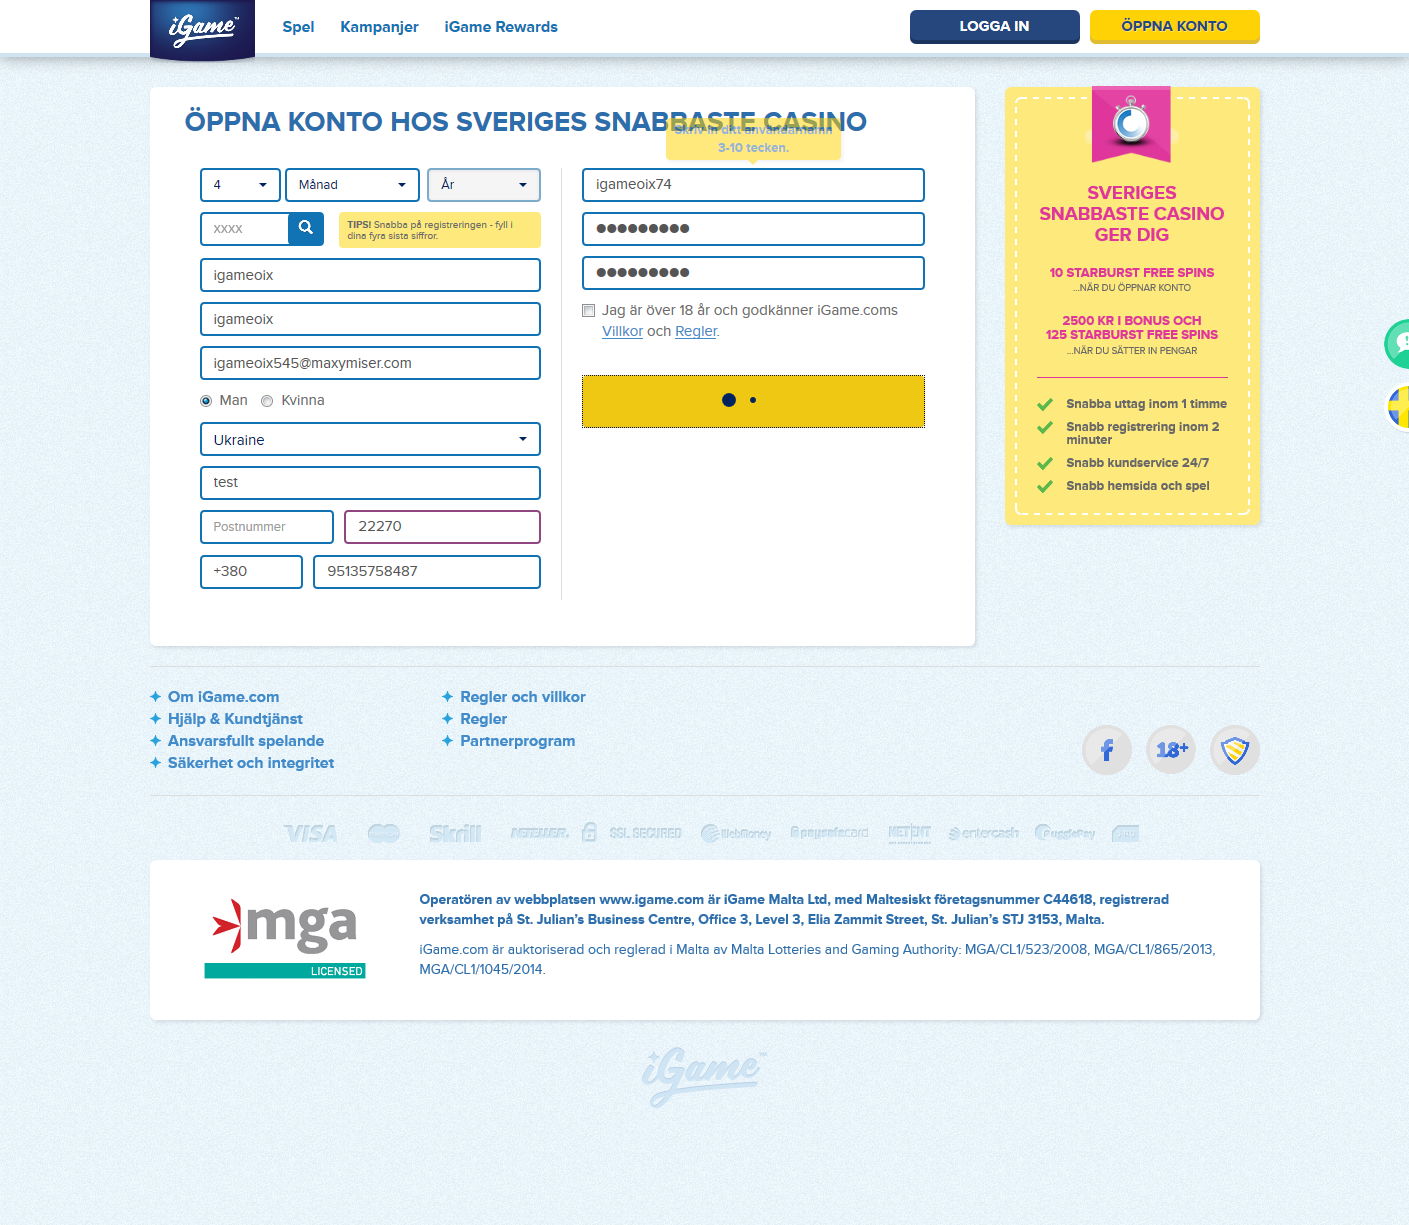 iGame™
Spel
Kampanjer
iGame Rewards
LOGGA IN
ÖPPNA KONTO
ÖPPNA KONTO HOS SVERIGES SNABBASTE CASINO
Skriv in ditt användarnamn
3-10 tecken.
4
Månad
År
XXXX
TIPS! Snabba på registreringen - fyll i
dina fyra sista siffror.
igameoix
igameoix
igameoix545@maxymiser.com
Man
Kvinna
Ukraine
test
Postnummer
22270
+380
95135758487
igameoix74
Jag är över 18 år och godkänner iGame.coms
Villkor och Regler.
SVERIGES
SNABBASTE CASINO
GER DIG
10 STARBURST FREE SPINS
...NÄR DU ÖPPNAR KONTO
2500 KR I BONUS OCH
125 STARBURST FREE SPINS
...NÄR DU SÄTTER IN PENGAR
Snabba uttag inom 1 timme
Snabb registrering inom 2
minuter
Snabb kundservice 24/7
Snabb hemsida och spel
Om iGame.com
Hjälp & Kundtjänst
Ansvarsfullt spelande
Säkerhet och integritet
Regler och villkor
Regler
Partnerprogram
f
18+
VISA
Skrill
NETELLER.
SSL SECURED
WebMoney
paysafecard
NET ENT
entercash
PugglePay
mga
LICENSED
Operatören av webbplatsen www.igame.com är iGame Malta Ltd, med Maltesiskt företagsnummer C44618, registrerad
verksamhet på St. Julian's Business Centre, Office 3, Level 3, Elia Zammit Street, St. Julian's STJ 3153, Malta.
iGame.com är auktoriserad och reglerad i Malta av Malta Lotteries and Gaming Authority: MGA/CL1/523/2008, MGA/CL1/865/2013,
MGA/CL1/1045/2014.
iGame™